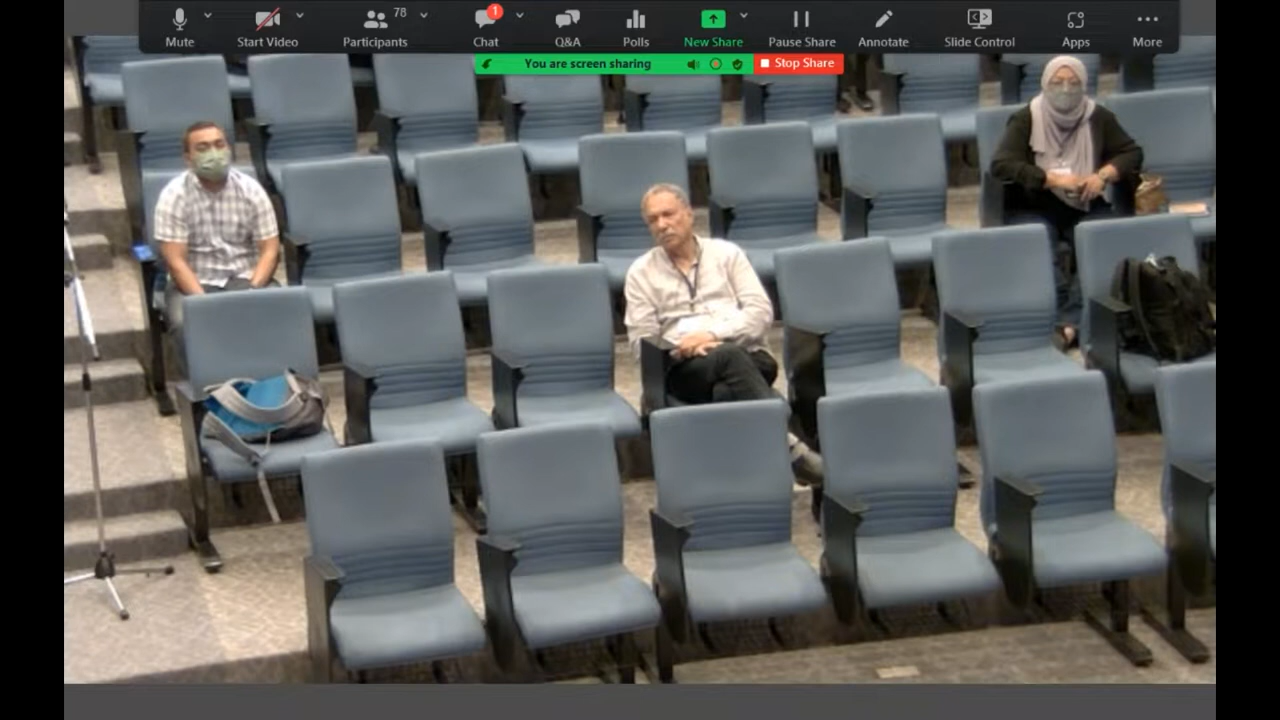 78
1
Mute
Start Video
Participants
Chat
Q&A
Polls
New Share
Pause Share
Annotate
Slide Control
Apps
More
You are screen sharing
Stop Share